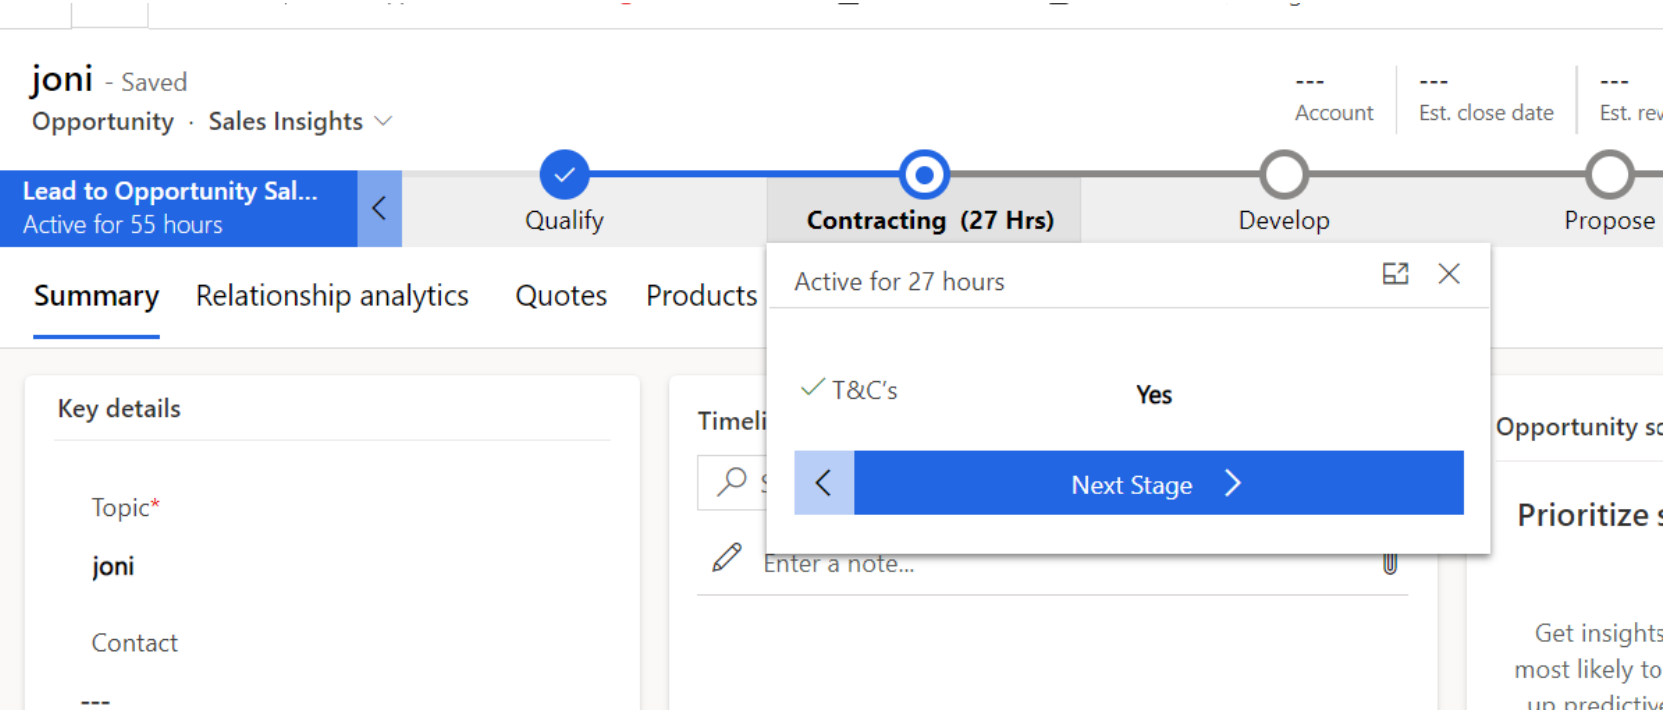 joni - Saved
Opportunity · Sales Insights
---
Account
---
Est. close date
---
Est.
Lead to Opportunity Sal...
Active for 55 hours
Qualify
Contracting (27 Hrs)
Develop
Propose
Summary
Relationship analytics
Quotes
Products
Active for 27 hours
T&C's
Yes
Next Stage
Key details
Topic*
joni
Contact
---
Enter a note...
Opportunity
Prioritize
Get insights
most likely to
up